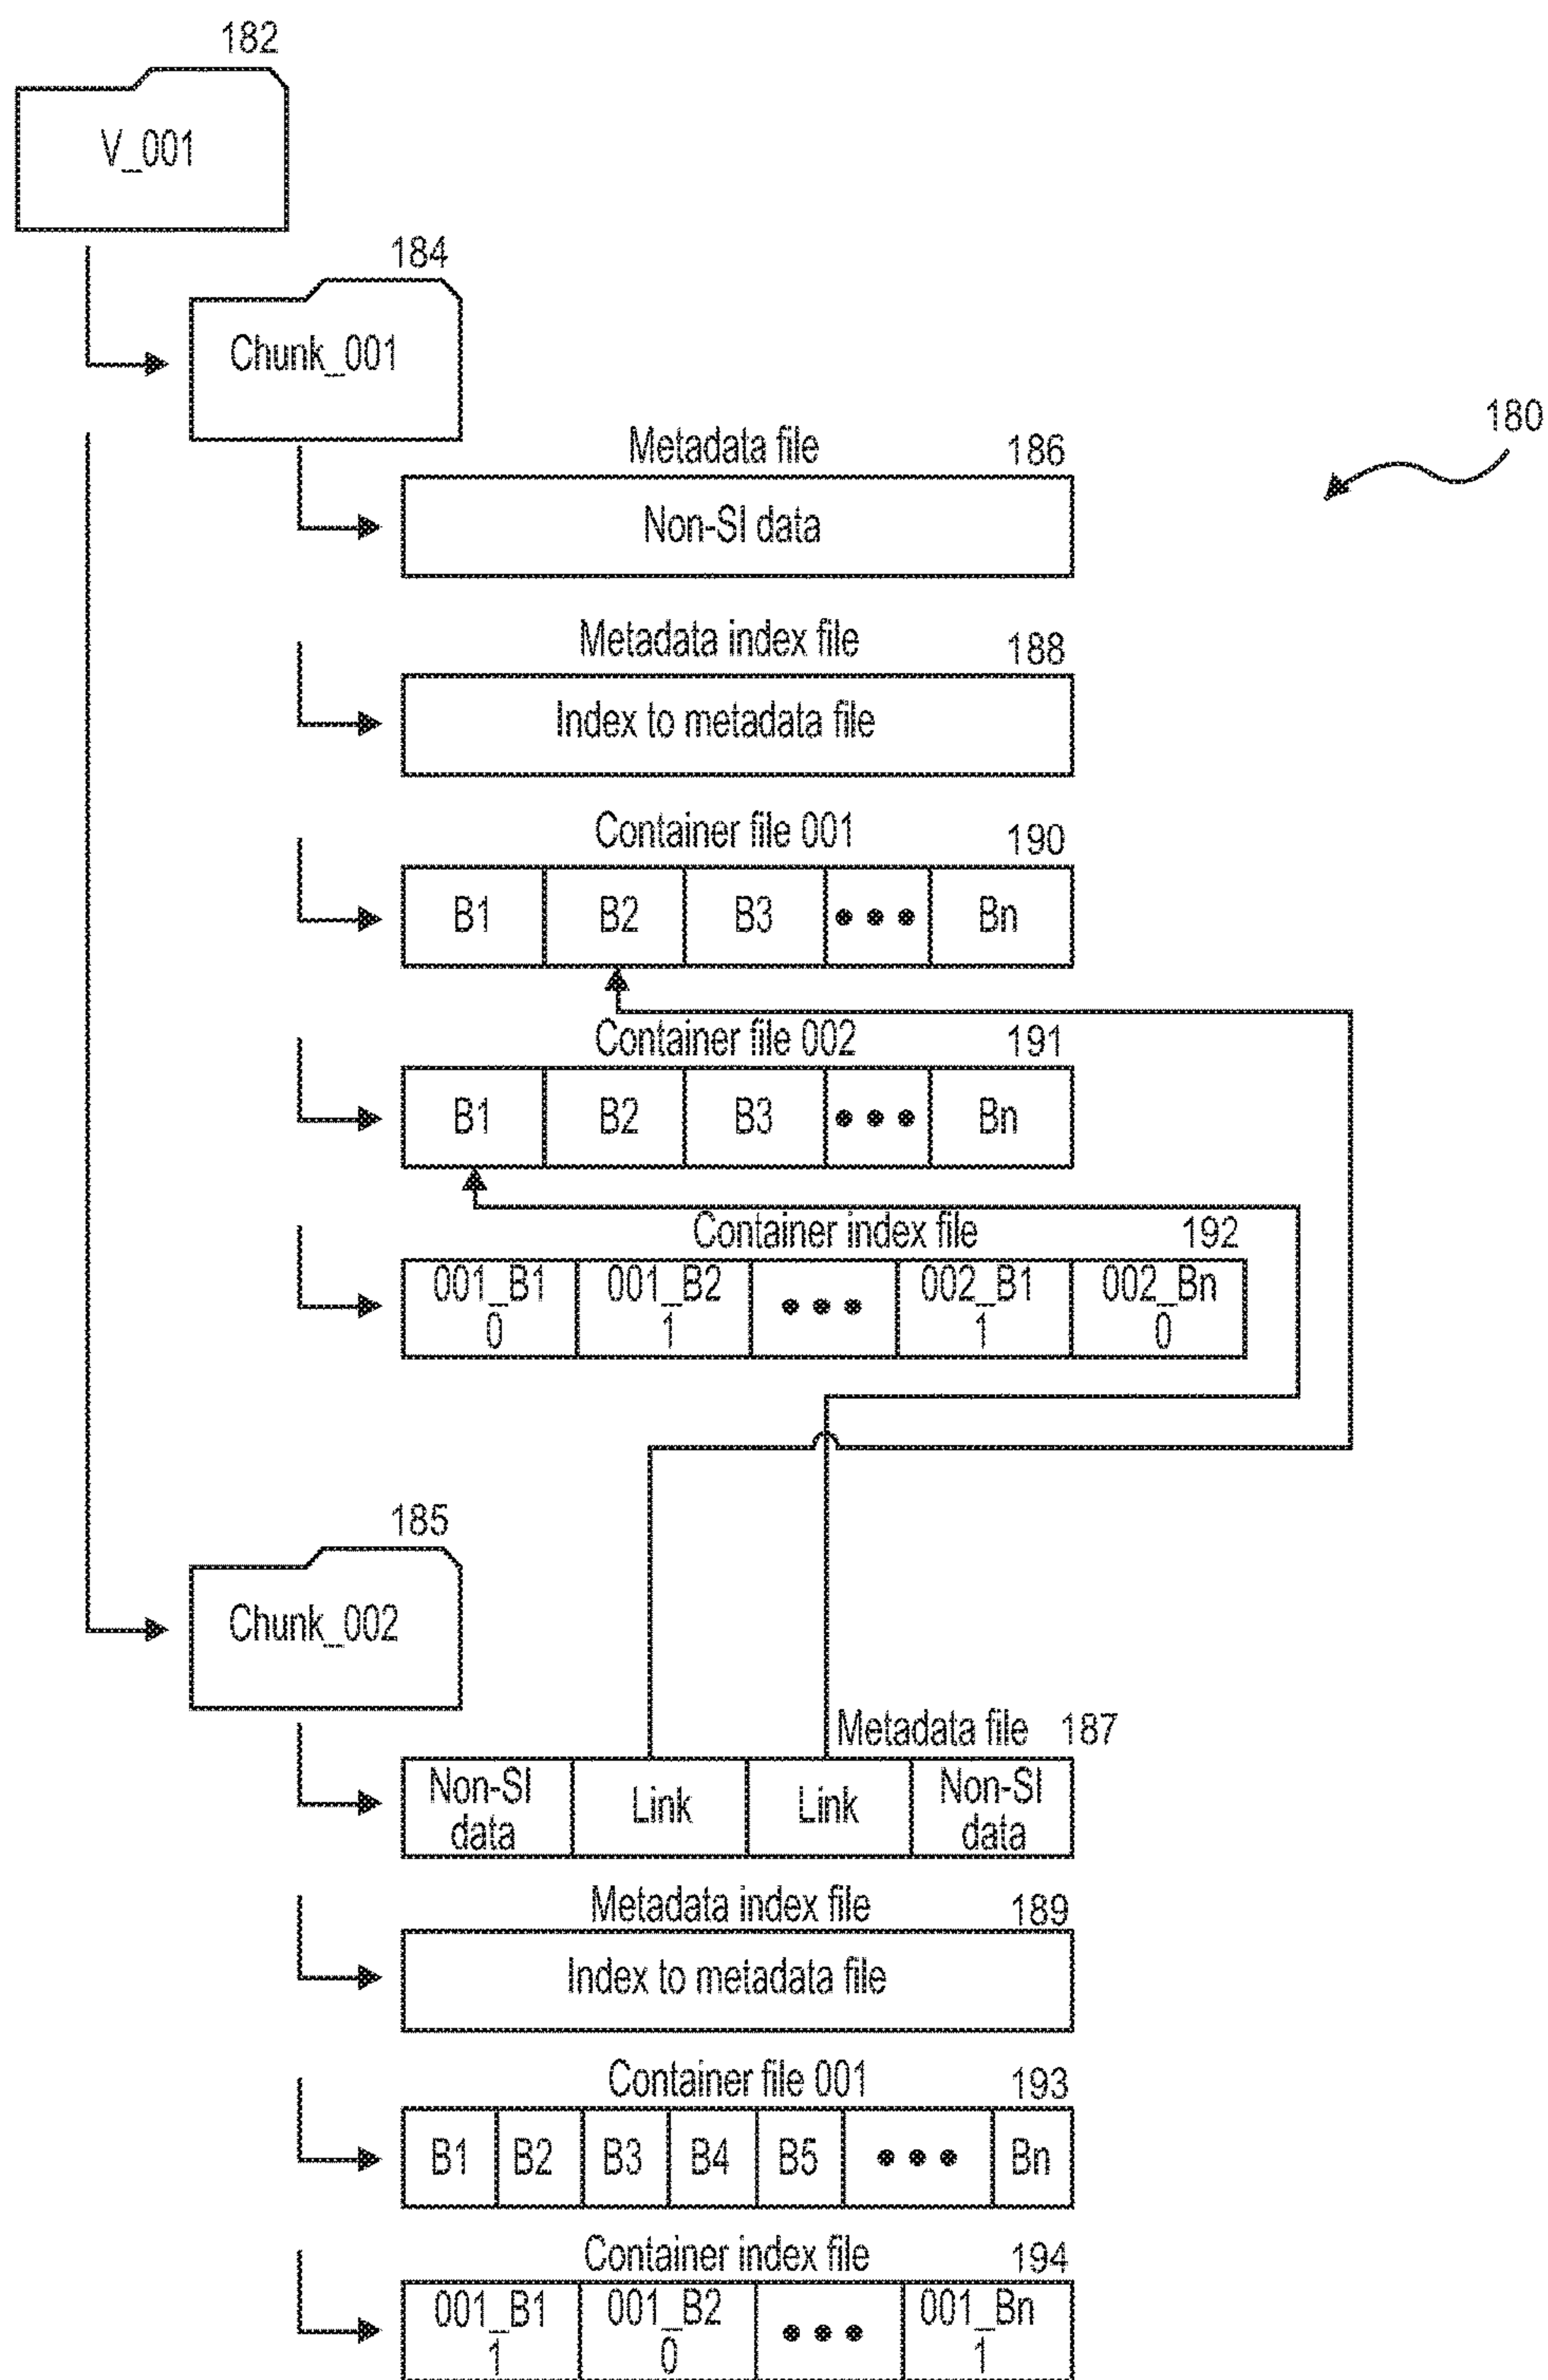 182
V_001
184
Chunk_001
180
Metadata file 186
Non-SI data
Metadata index file 188
Index to metadata file
Container file 001 190
B1 B2 B3 ••• Bn
Container file 002 191
B1 B2 B3 ••• Bn
Container index file 192
001_B1 001_B2 ••• 002_B1 002_Bn
0 1 1 0
185
Chunk_002
Metadata file 187
Non-SI Link Link Non-SI
data data
Metadata index file 189
Index to metadata file
Container file 001 193
B1 B2 B3 B4 B5 ••• Bn
Container index file 194
001_B1 001_B2 ••• 001_Bn
1 0 1